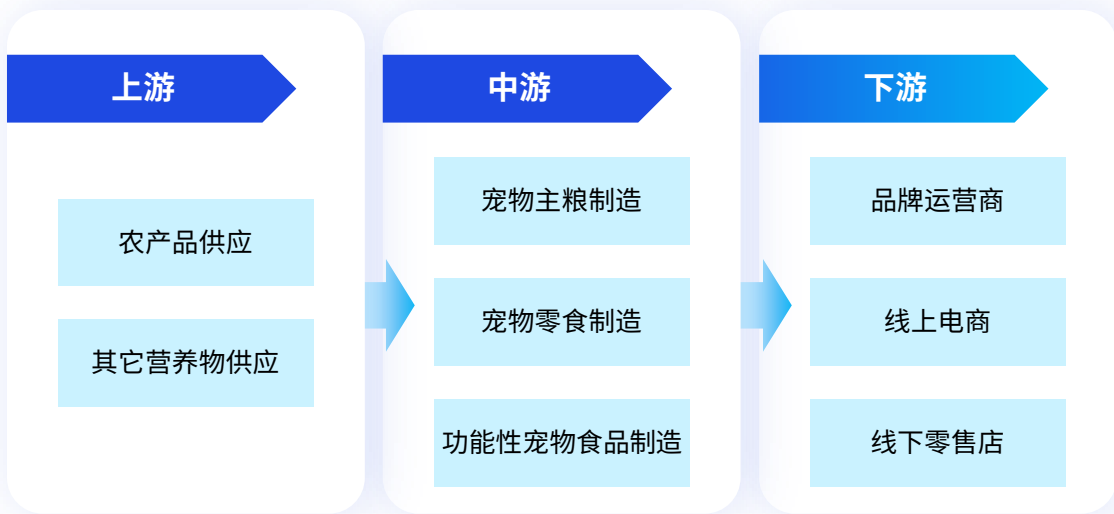 上游
农产品供应
其它营养物供应
中游
宠物主粮制造
宠物零食制造
功能性宠物食品制造
下游
品牌运营商
线上电商
线下零售店